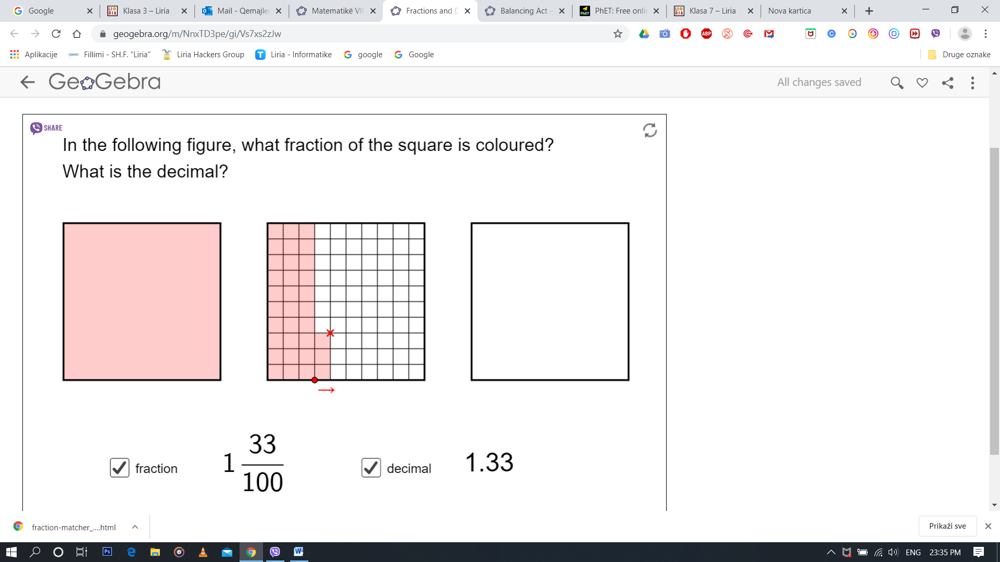 Google
Klasa 3 – Liria
Mail - Qemajle
Matematikë VII
Fractions and D
Balancing Act –
PhET: Free onli
Klasa 7 – Liria
Nova kartica
geogebra.org/m/NnxTD3pe/gi/Vs7xs2zJw
Aplikacije
Fillimi - SH.F. "Liria"
Liria Hackers Group
Liria - Informatike
google
Google
Druge oznake
GeoGebra
All changes saved
SHARE
In the following figure, what fraction of the square is coloured?
What is the decimal?
fraction
1 33/100
decimal
1.33
fraction-matcher_....html
Prikaži sve
ENG
23:35 PM